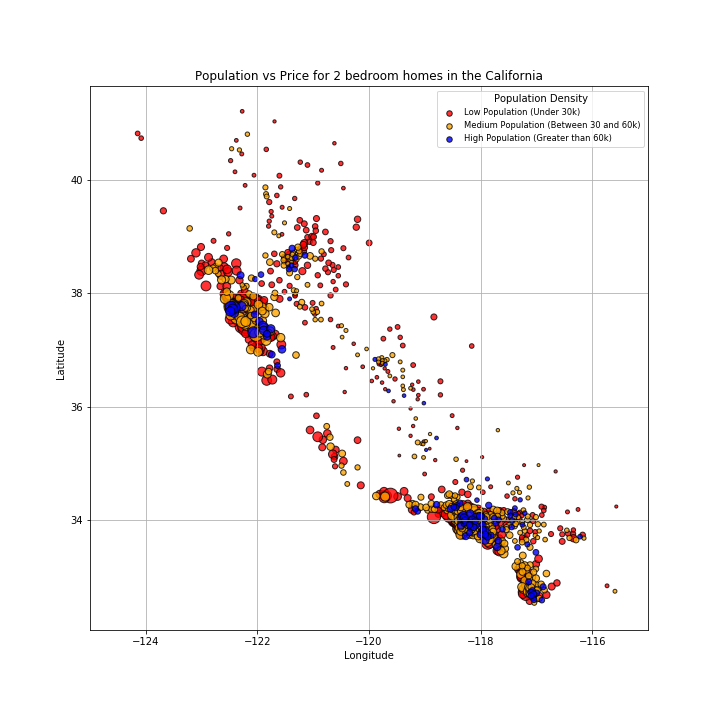 Population vs Price for 2 bedroom homes in the California
Population Density
Low Population (Under 30k)
Medium Population (Between 30 and 60k)
High Population (Greater than 60k)
Latitude
40
38
36
34
−124
−122
−120
−118
−116
Longitude